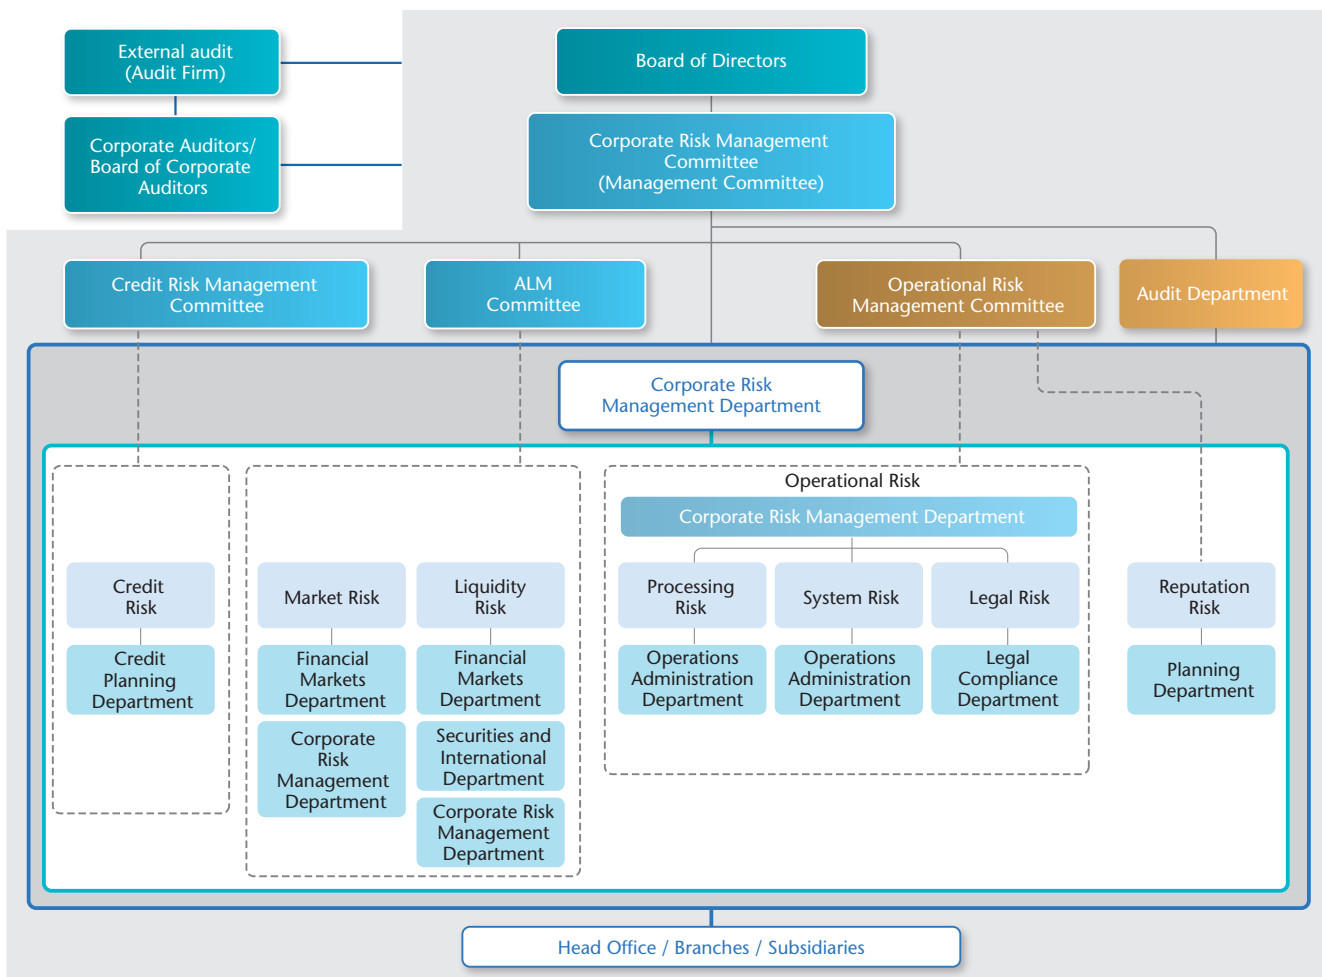 External audit
(Audit Firm)
Board of Directors
Corporate Auditors/
Board of Corporate
Auditors
Corporate Risk Management
Committee
(Management Committee)
Credit Risk Management
Committee
ALM
Committee
Operational Risk
Management Committee
Audit Department
Corporate Risk
Management Department
Operational Risk
Corporate Risk Management Department
Credit
Risk
Market Risk
Liquidity
Risk
Processing
Risk
System Risk
Legal Risk
Reputation
Risk
Credit
Planning
Department
Financial
Markets
Department
Financial
Markets
Department
Operations
Administration
Department
Operations
Administration
Department
Legal
Compliance
Department
Planning
Department
Corporate
Risk
Management
Department
Securities and
International
Department
Corporate Risk
Management
Department
Head Office / Branches / Subsidiaries